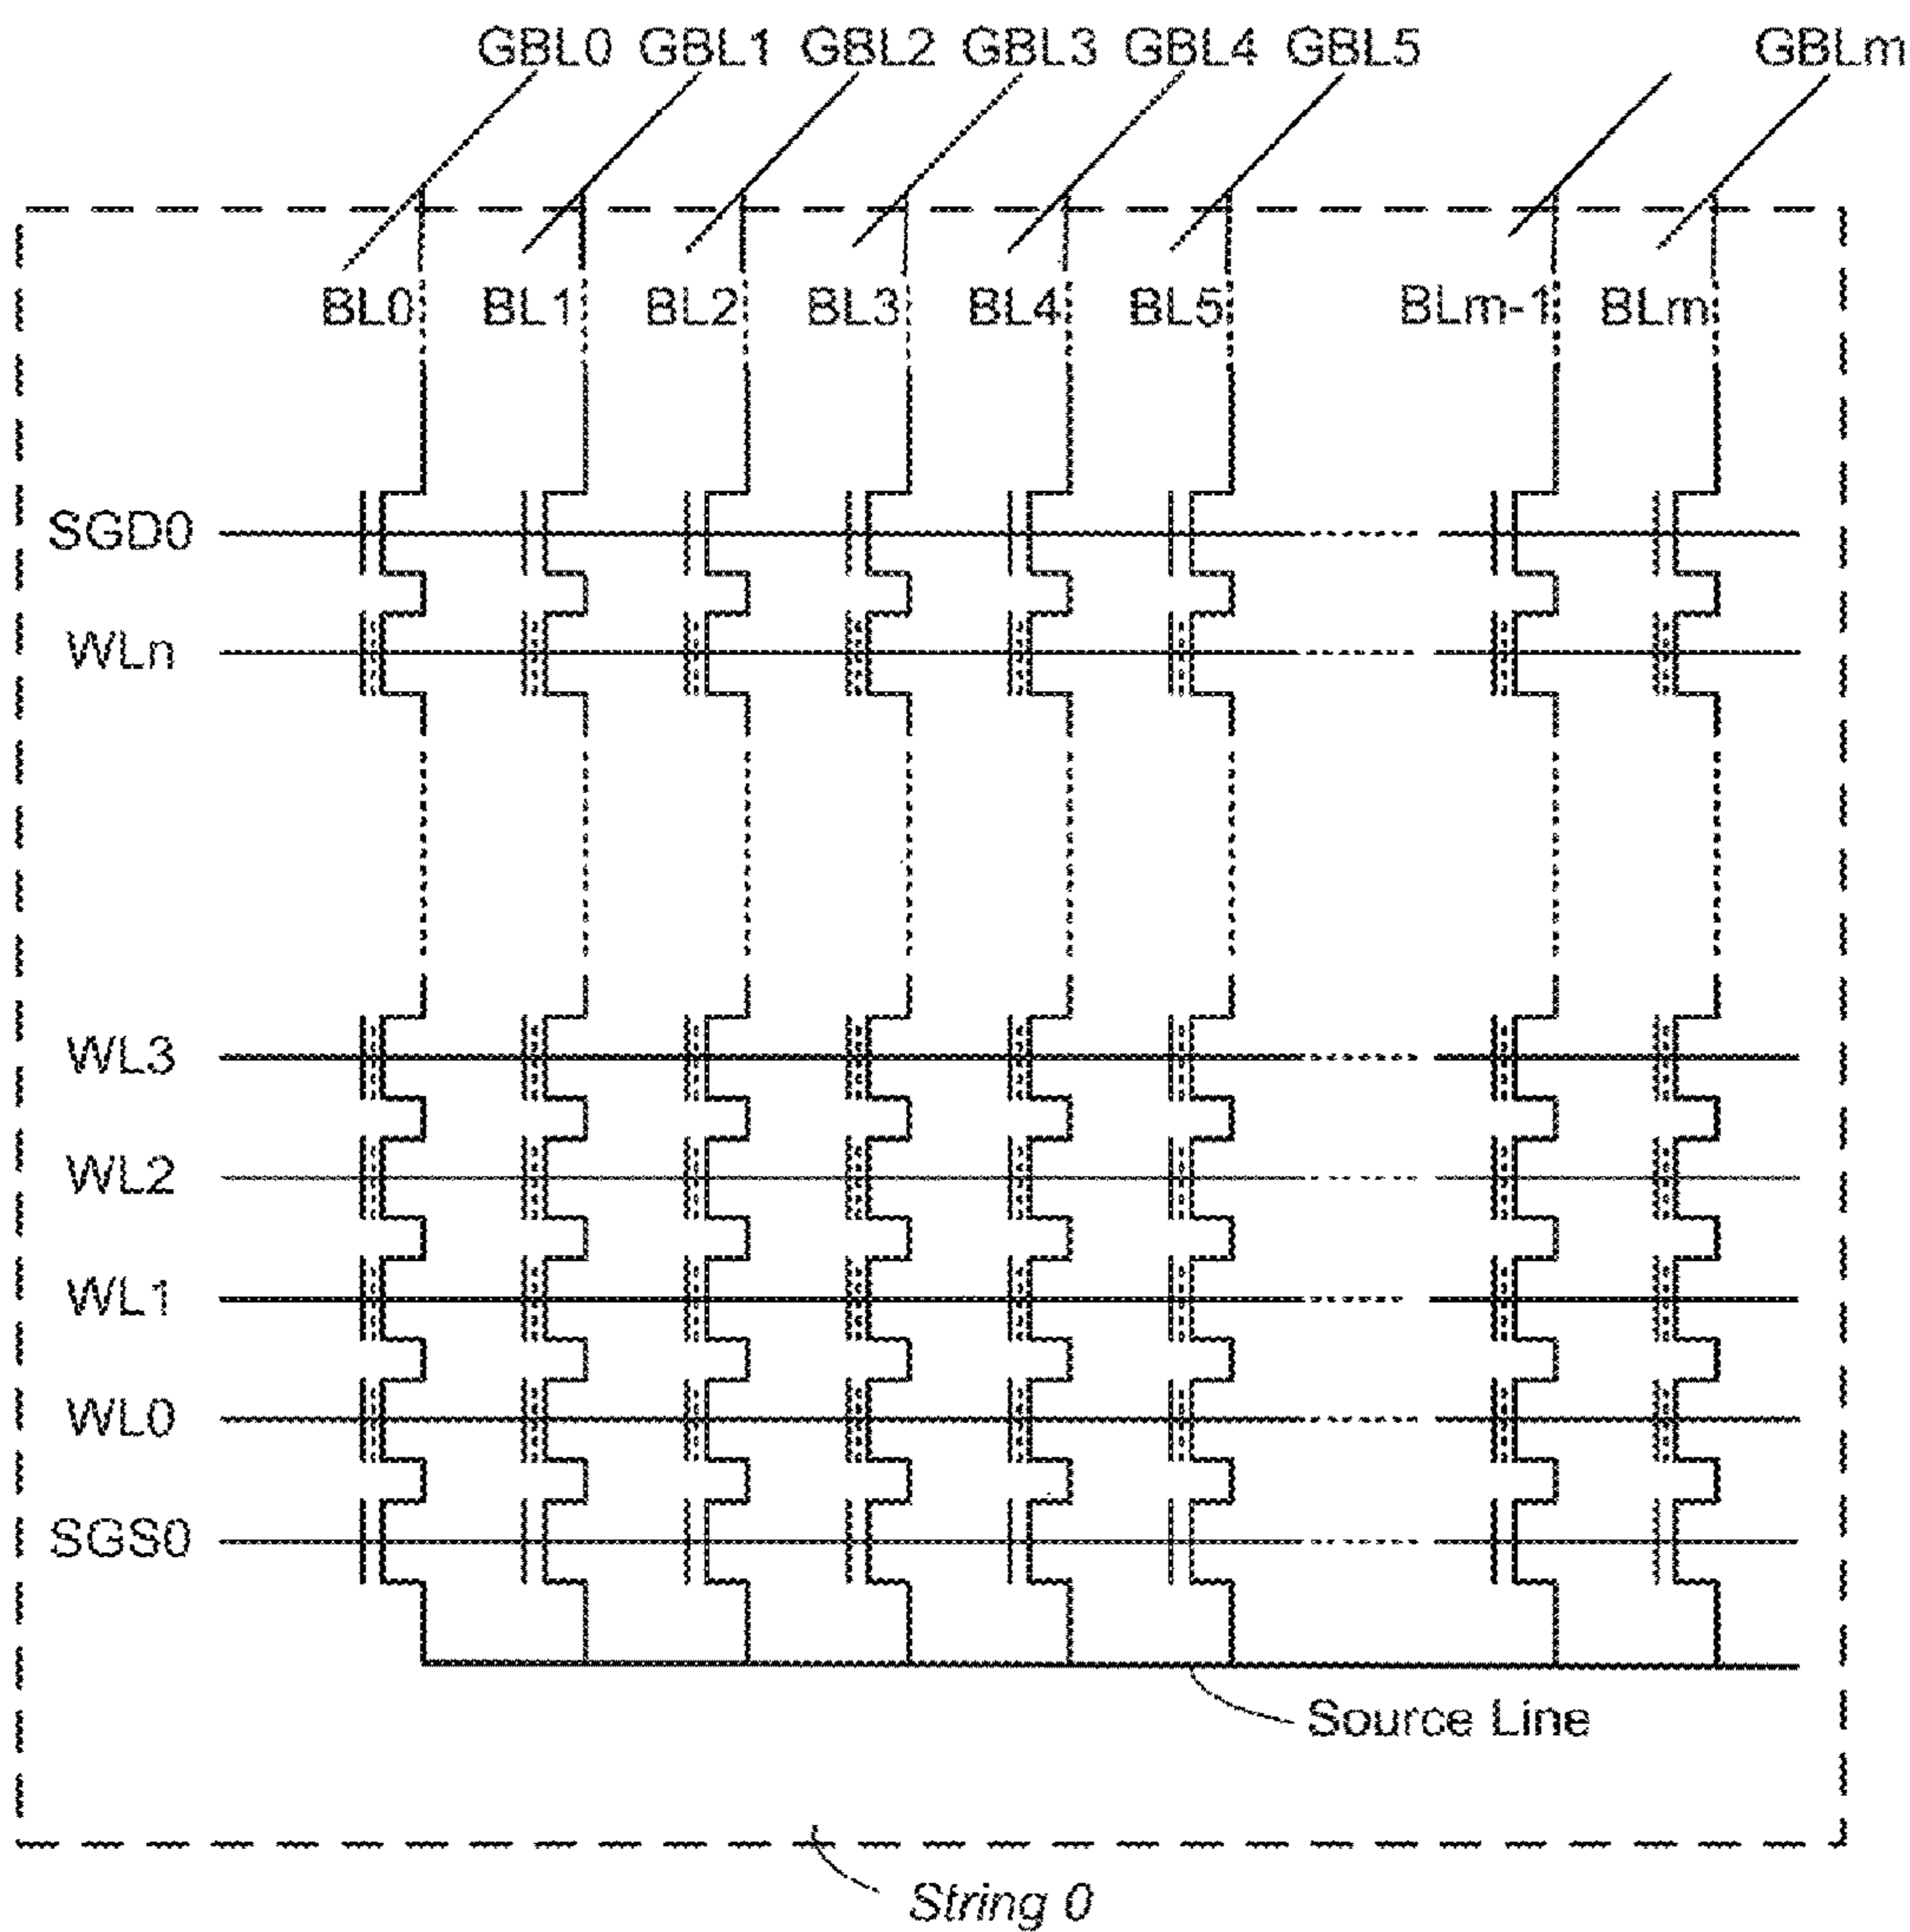 GBL0 GBL1 GBL2 GBL3 GBL4 GBL5 GBLm
BL0 BL1 BL2 BL3 BL4 BL5 BLm-1 BLm
SGD0
WLn
WL3
WL2
WL1
WL0
SGS0
Source Line
String 0